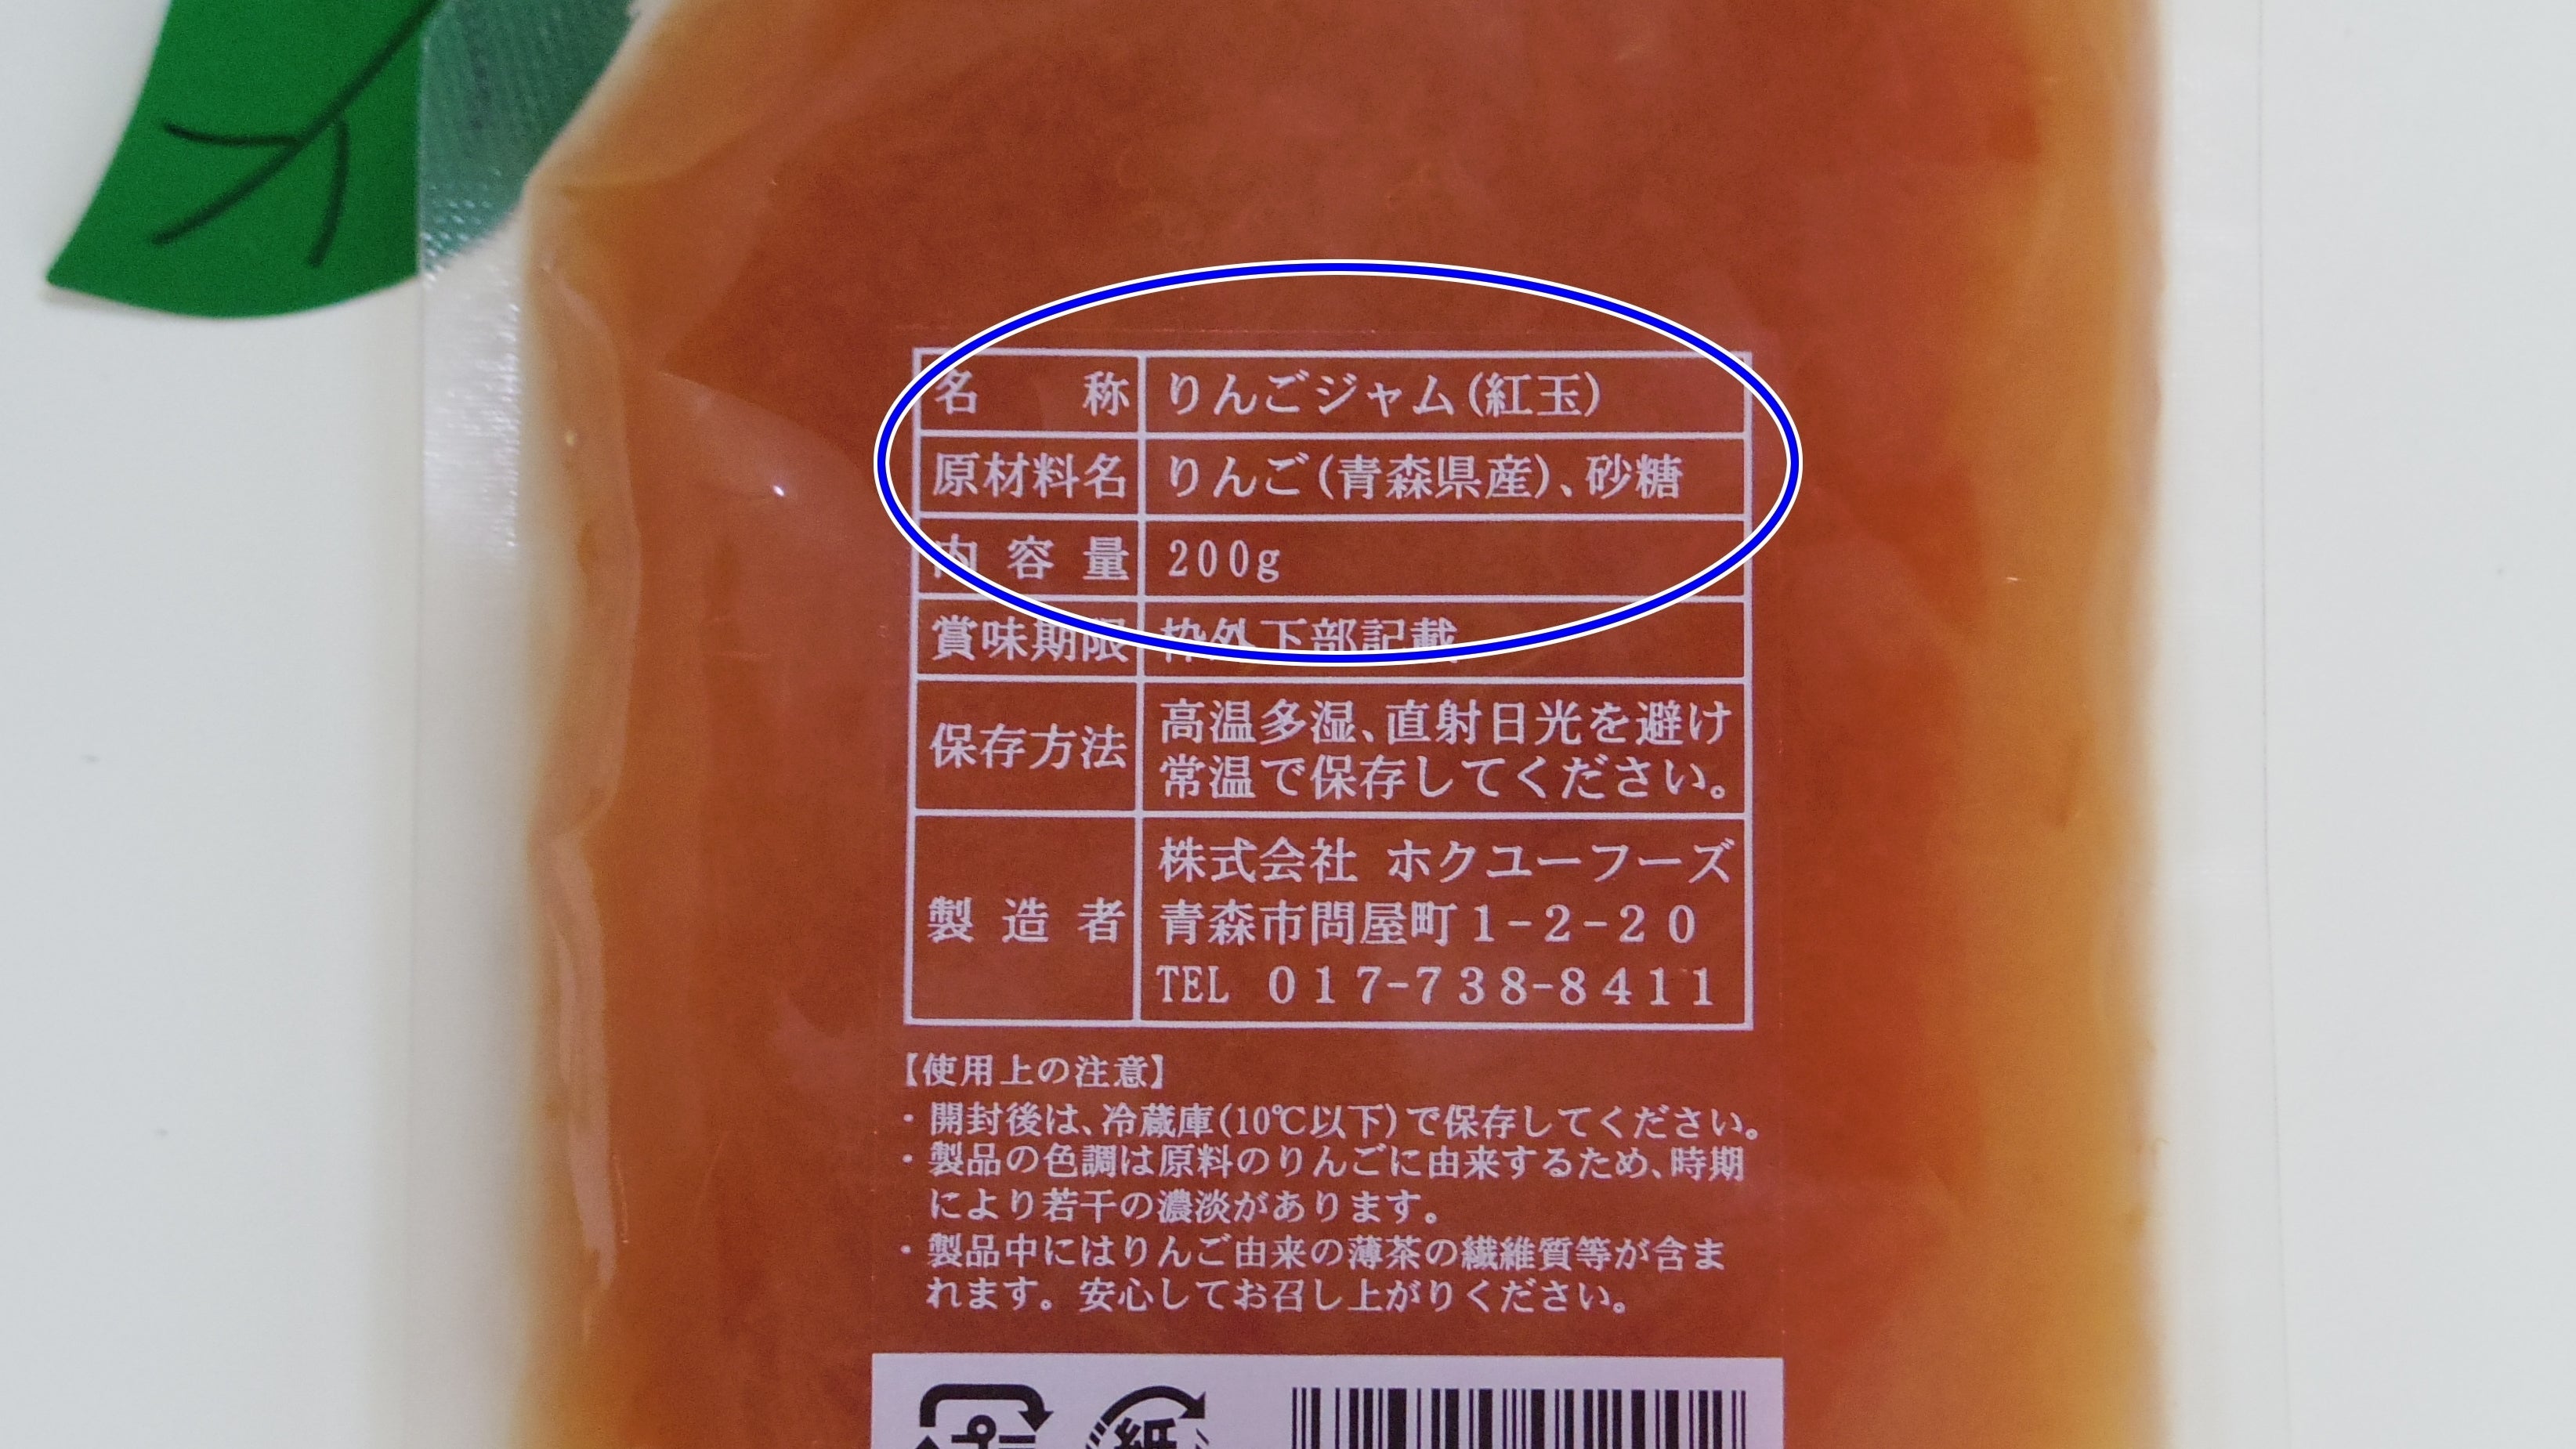 名称 りんごジャム(紅玉)
原材料名 りんご(青森県産)、砂糖
内容量 200g
賞味期限 枠外下部記載
保存方法 高温多湿、直射日光を避け
常温で保存してください。
製造者 株式会社 ホクユーフーズ
青森市問屋町1-2-20
TEL 017-738-8411
【使用上の注意】
・開封後は、冷蔵庫(10℃以下)で保存してください。
・製品の色調は原料のりんごに由来するため、時期
により若干の濃淡があります。
・製品中にはりんご由来の薄茶の繊維質等が含ま
れます。安心してお召し上がりください。
紙